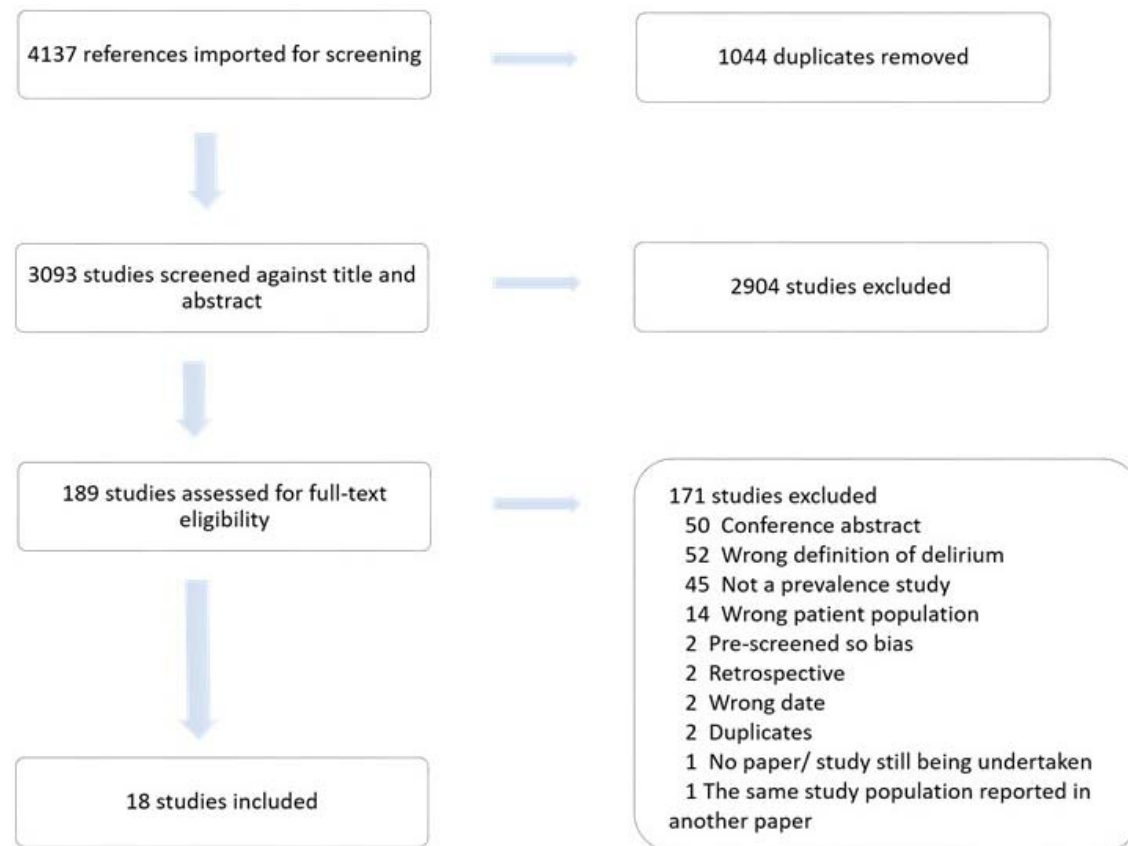 4137 references imported for screening
1044 duplicates removed
3093 studies screened against title and
abstract
2904 studies excluded
189 studies assessed for full-text
eligibility
171 studies excluded
50 Conference abstract
52 Wrong definition of delirium
45 Not a prevalence study
14 Wrong patient population
2 Pre-screened so bias
2 Retrospective
2 Wrong date
2 Duplicates
1 No paper/ study still being undertaken
1 The same study population reported in
another paper
18 studies included